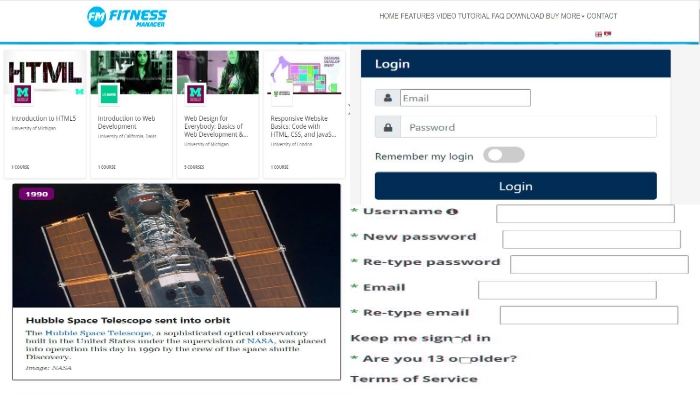 FM FITNESS
MANAGER
HOME FEATURES VIDEO TUTORIAL FAQ DOWNLOAD BUY MORE CONTACT
HTML
Introduction to HTML5
University of Michigan
1 COURSE
Introduction to Web
Development
University of California, Davis
1 COURSE
Web Design for
Everybody: Basics of
Web Development &...
University of Michigan
5 COURSES
Responsive Website
Basics: Code with
HTML, CSS, and JavaS...
University of London
1 COURSE
1990
Hubble Space Telescope sent into orbit
The Hubble Space Telescope, a sophisticated optical observatory
built in the United States under the supervision of NASA, was placed
into operation this day in 1990 by the crew of the space shuttle
Discovery.
Image: NASA
Login
Email
Password
Remember my login
Login
* Username
* New password
* Re-type password
* Email
* Re-type email
Keep me signed in
* Are you 13 or older?
Terms of Service